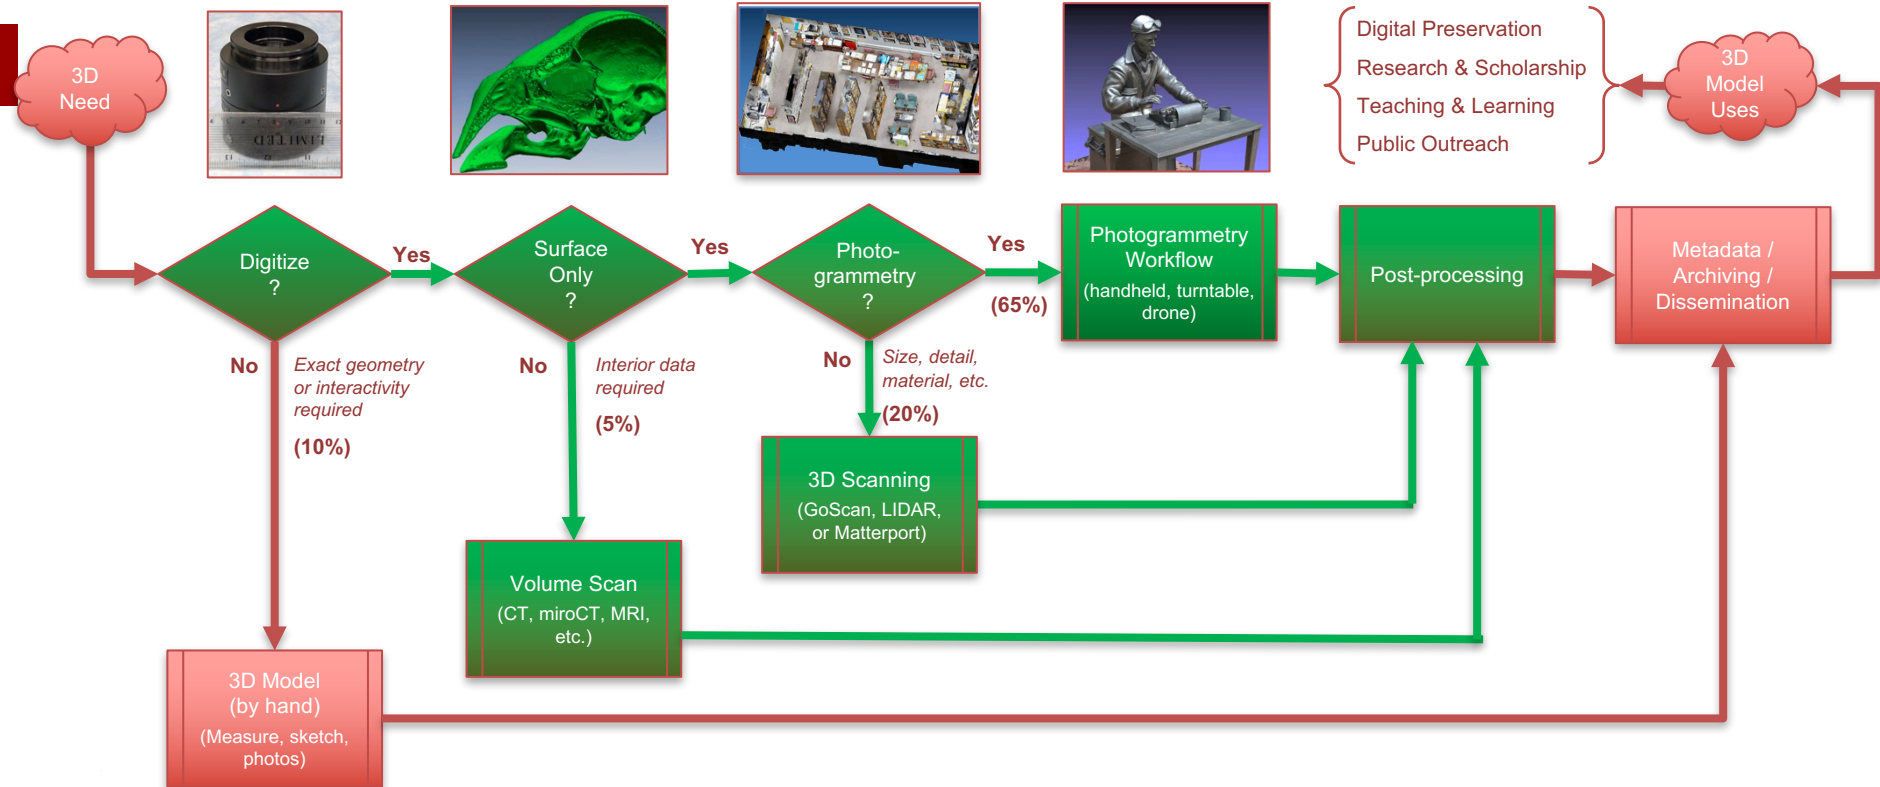 3D
Need
LIMITED
Digital Preservation
Research & Scholarship
Teaching & Learning
Public Outreach
3D
Model
Uses
Digitize
?
Yes
Surface
Only
?
Yes
Photo-
grammetry
?
Yes
(65%)
Photogrammetry
Workflow
(handheld, turntable,
drone)
Post-processing
Metadata /
Archiving /
Dissemination
No
Exact geometry
or interactivity
required
(10%)
No
Interior data
required
(5%)
No
Size, detail,
material, etc.
(20%)
3D Scanning
(GoScan, LIDAR,
or Matterport)
Volume Scan
(CT, miroCT, MRI,
etc.)
3D Model
(by hand)
(Measure, sketch,
photos)